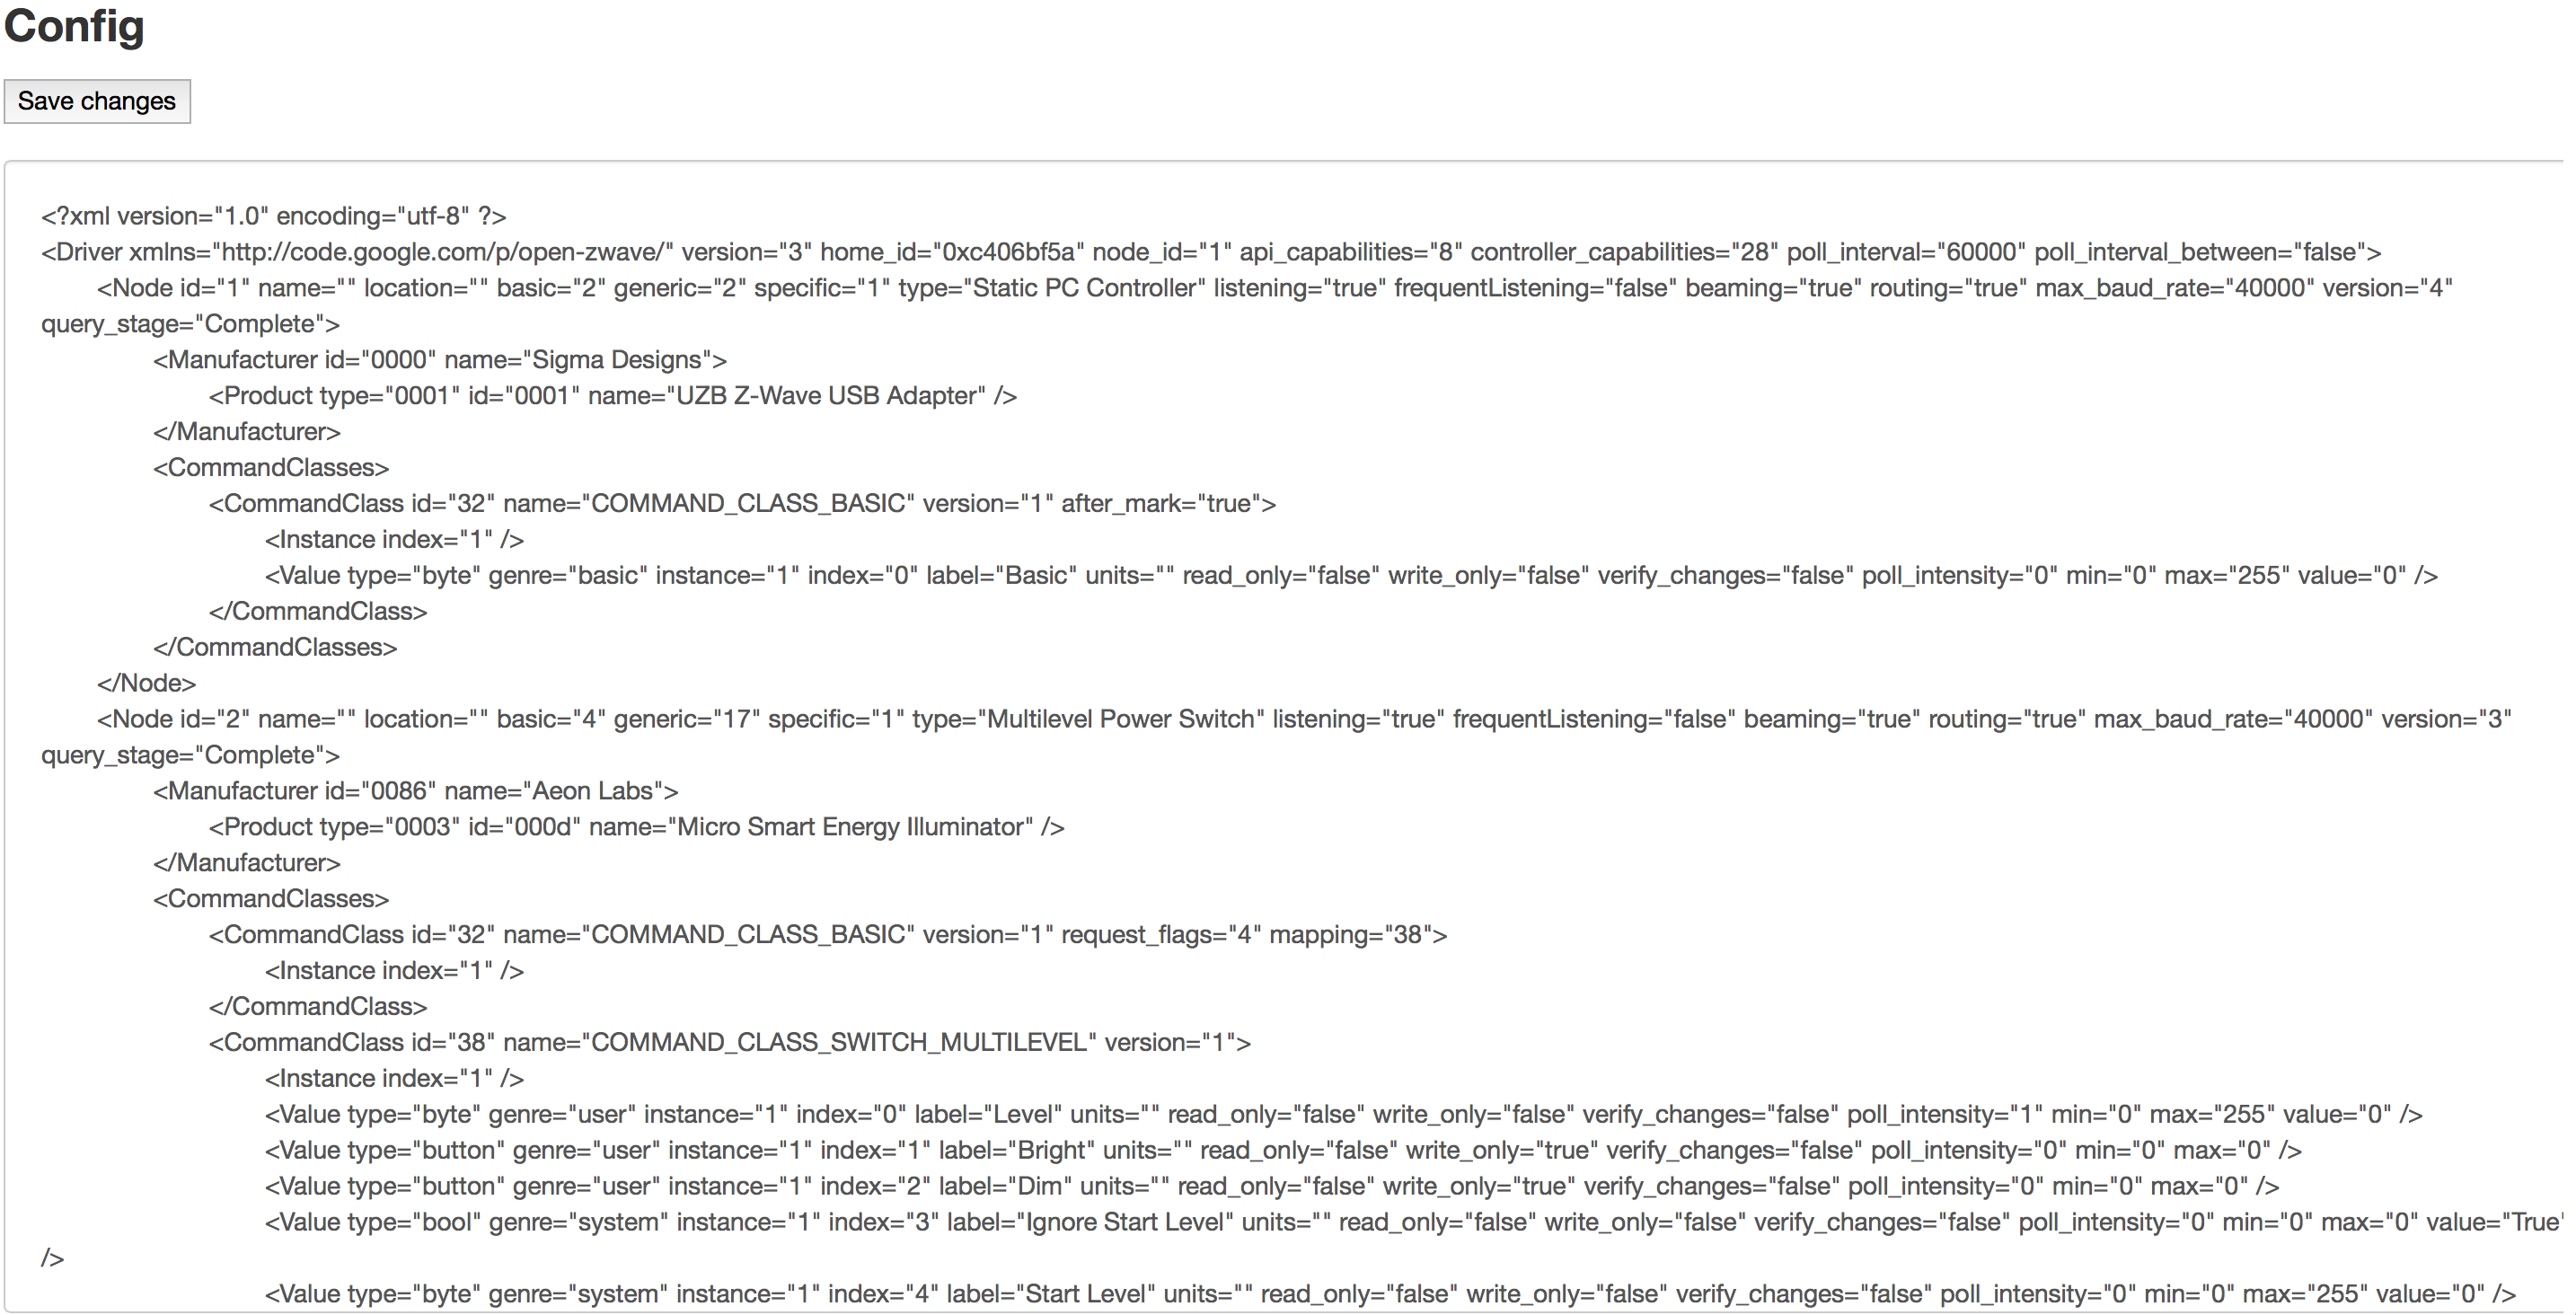 Config
Save changes
<?xml version="1.0" encoding="utf-8" ?>
<Driver xmlns="http://code.google.com/p/open-zwave/" version="3" home_id="0xc406bf5a" node_id="1" api_capabilities="8" controller_capabilities="28" poll_interval="60000" poll_interval_between="false">
<Node id="1" name="" location="" basic="2" generic="2" specific="1" type="Static PC Controller" listening="true" frequentListening="false" beaming="true" routing="true" max_baud_rate="40000" version="4"
query_stage="Complete">
<Manufacturer id="0000" name="Sigma Designs">
<Product type="0001" id="0001" name="UZB Z-Wave USB Adapter" />
</Manufacturer>
<CommandClasses>
<CommandClass id="32" name="COMMAND_CLASS_BASIC" version="1" after_mark="true">
<Instance index="1" />
<Value type="byte" genre="basic" instance="1" index="0" label="Basic" units="" read_only="false" write_only="false" verify_changes="false" poll_intensity="0" min="0" max="255" value="0" />
</CommandClass>
</CommandClasses>
</Node>
<Node id="2" name="" location="" basic="4" generic="17" specific="1" type="Multilevel Power Switch" listening="true" frequentListening="false" beaming="true" routing="true" max_baud_rate="40000" version="3"
query_stage="Complete">
<Manufacturer id="0086" name="Aeon Labs">
<Product type="0003" id="000d" name="Micro Smart Energy Illuminator" />
</Manufacturer>
<CommandClasses>
<CommandClass id="32" name="COMMAND_CLASS_BASIC" version="1" request_flags="4" mapping="38">
<Instance index="1" />
</CommandClass>
<CommandClass id="38" name="COMMAND_CLASS_SWITCH_MULTILEVEL" version="1">
<Instance index="1" />
<Value type="byte" genre="user" instance="1" index="0" label="Level" units="" read_only="false" write_only="false" verify_changes="false" poll_intensity="1" min="0" max="255" value="0" />
<Value type="button" genre="user" instance="1" index="1" label="Bright" units="" read_only="false" write_only="true" verify_changes="false" poll_intensity="0" min="0" max="0" />
<Value type="button" genre="user" instance="1" index="2" label="Dim" units="" read_only="false" write_only="true" verify_changes="false" poll_intensity="0" min="0" max="0" />
<Value type="bool" genre="system" instance="1" index="3" label="Ignore Start Level" units="" read_only="false" write_only="false" verify_changes="false" poll_intensity="0" min="0" max="0" value="True"
/>
<Value type="byte" genre="system" instance="1" index="4" label="Start Level" units="" read_only="false" write_only="false" verify_changes="false" poll_intensity="0" min="0" max="255" value="0" />